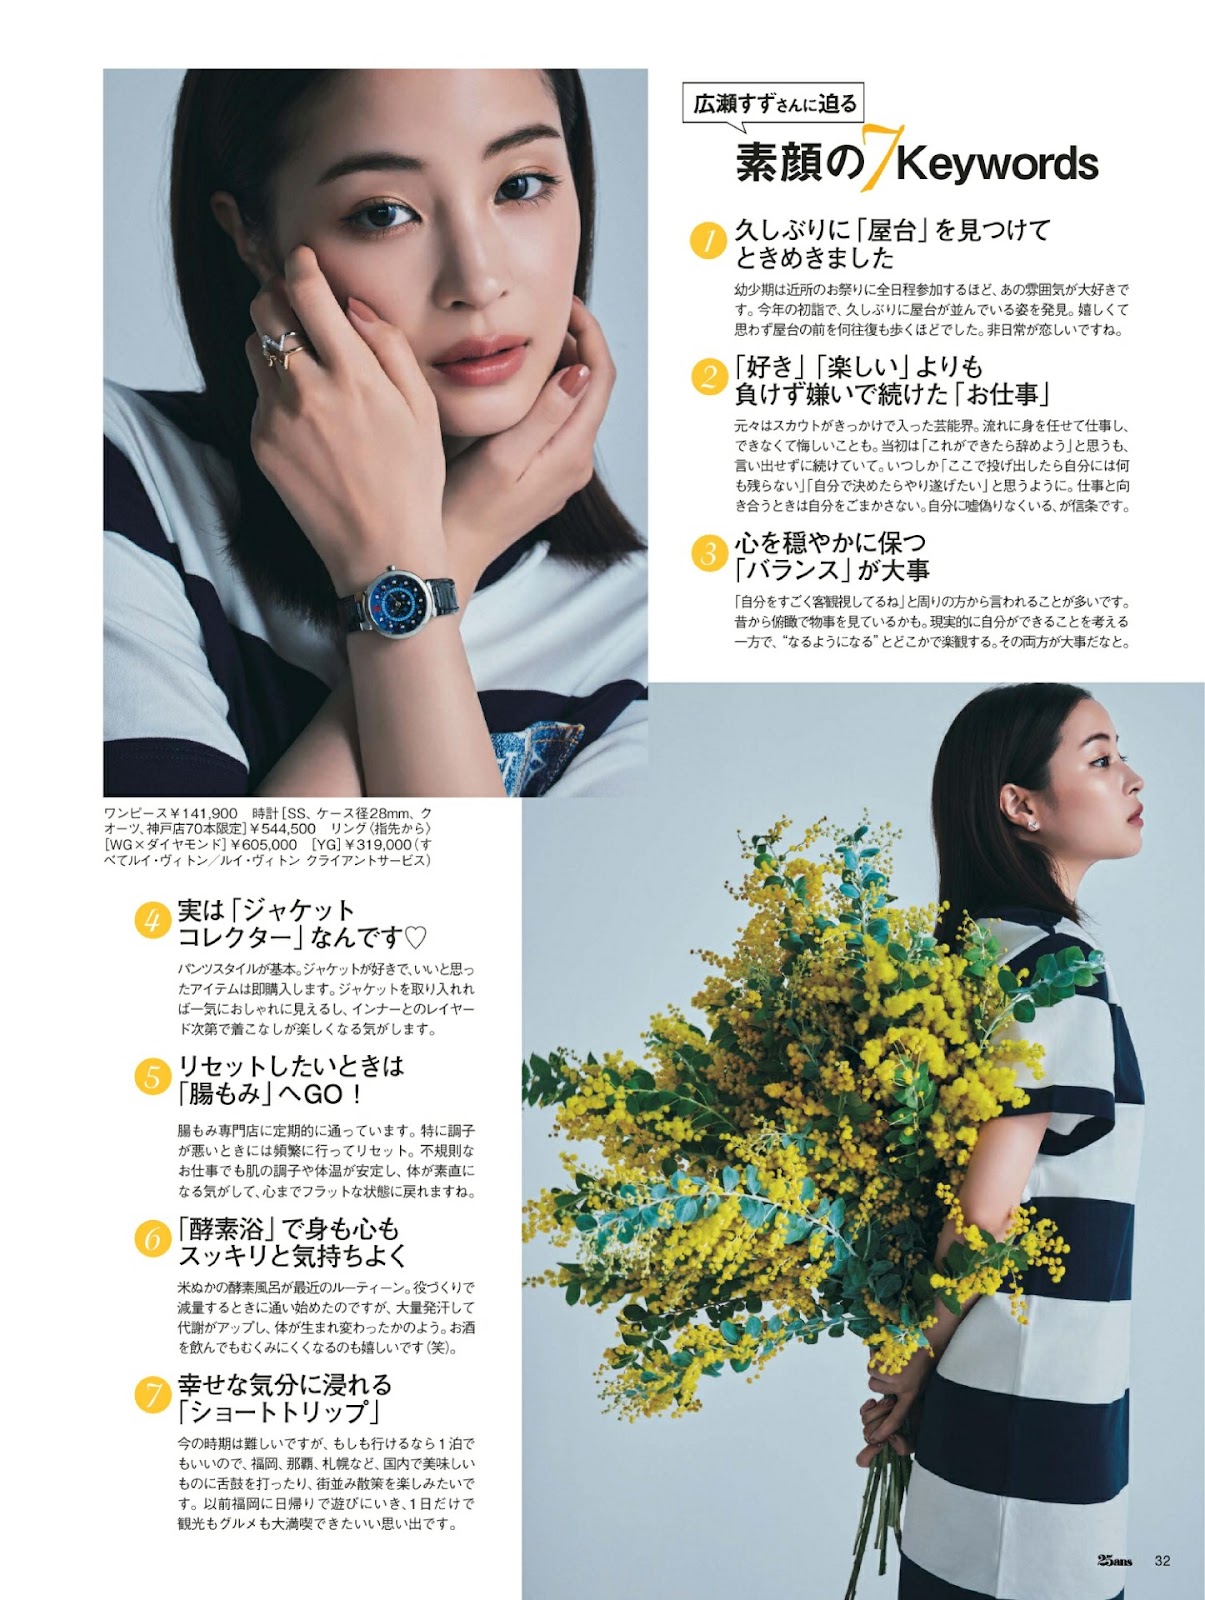 広瀬すずさんに迫る
素顔の7Keywords
1 久しぶりに「屋台」を見つけて
ときめきました
幼少期は近所のお祭りに全日程参加するほど、あの雰囲気が大好きで
す。今年の初詣で、久しぶりに屋台が並んでいる姿を発見。嬉しくて
思わず屋台の前を何往復も歩くほどでした。非日常が恋しいですね。
2 「好き」「楽しい」よりも
負けず嫌いで続けた「お仕事」
元々はスカウトがきっかけで入った芸能界。流れに身を任せて仕事し、
できなくて悔しいことも。当初は「これができたら辞めよう」と思うも、
言い出せずに続けていて。いつしか「ここで投げ出したら自分には何
も残らない」「自分で決めたらやり遂げたい」と思うように。仕事と向
き合うときは自分をごまかさない。自分に嘘偽りなくいる、が信条です。
3 心を穏やかに保つ
「バランス」が大事
「自分をすごく客観視してるね」と周りの方から言われることが多いです。
昔から俯瞰で物事を見ているかも。現実的に自分ができることを考える
一方で、“なるようになる”とどこかで楽観する。その両方が大事だなと。
ワンピース￥141,900　時計［SS、ケース径28mm、ク
オーツ、神戸店70本限定］￥544,500　リング〈指先から〉
［WG×ダイヤモンド］￥605,000　［YG］￥319,000（す
べてルイ・ヴィトン／ルイ・ヴィトン クライアントサービス）
4 実は「ジャケット
コレクター」なんです♡
パンツスタイルが基本。ジャケットが好きで、いいと思っ
たアイテムは即購入します。ジャケットを取り入れれ
ば一気におしゃれに見えるし、インナーとのレイヤー
ド次第で着こなしが楽しくなる気がします。
5 リセットしたいときは
「腸もみ」へGO！
腸もみ専門店に定期的に通っています。特に調子
が悪いときには頻繁に行ってリセット。不規則な
お仕事でも肌の調子や体温が安定し、体が素直に
なる気がして、心までフラットな状態に戻れますね。
6 「酵素浴」で身も心も
スッキリと気持ちよく
米ぬかの酵素風呂が最近のルーティーン。役づくりで
減量するときに通い始めたのですが、大量発汗して
代謝がアップし、体が生まれ変わったかのよう。お酒
を飲んでもむくみにくくなるのも嬉しいです（笑）。
7 幸せな気分に浸れる
「ショートトリップ」
今の時期は難しいですが、もしも行けるなら1泊で
もいいので、福岡、那覇、札幌など、国内で美味しい
ものに舌鼓を打ったり、街並み散策を楽しみたいで
す。以前福岡に日帰りで遊びにいき、1日だけで
観光もグルメも大満喫できたいい思い出です。
25ans 32